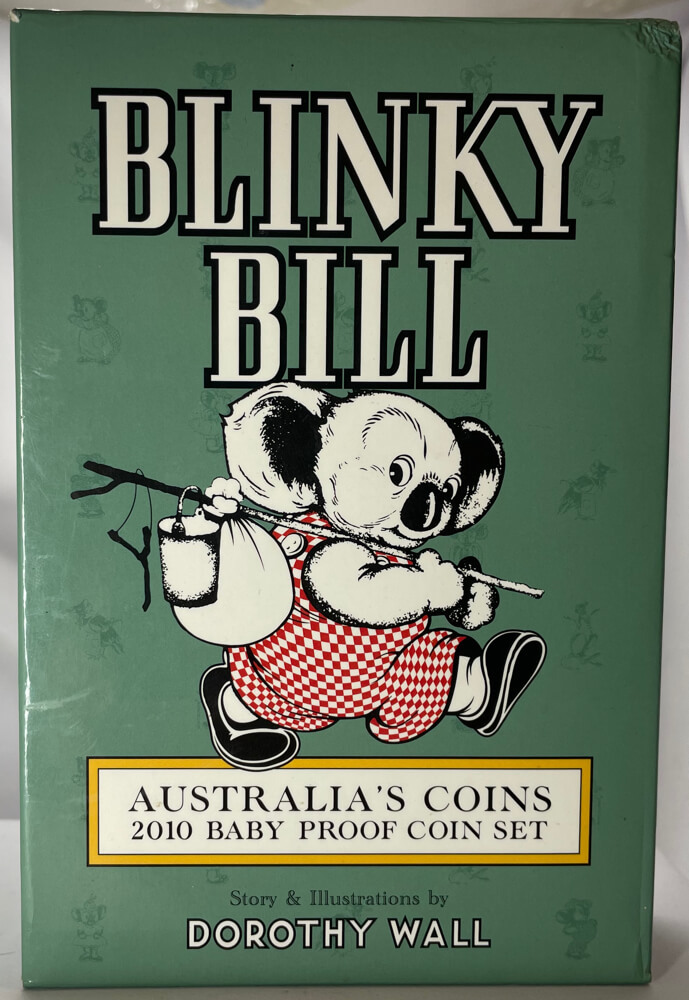 BLINKY
BILL
AUSTRALIA'S COINS
2010 BABY PROOF COIN SET
Story & Illustrations by
DOROTHY WALL